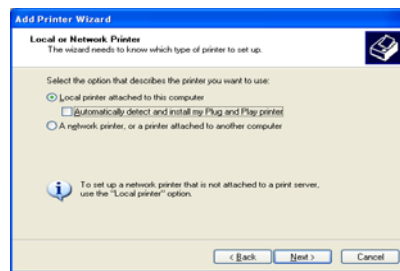 Add Printer Wizard
Local or Network Printer
The wizard needs to know which type of printer to set up.
Select the option that describes the printer you want to use:
Local printer attached to this computer
Automatically detect and install my Plug and Play printer
A network printer, or a printer attached to another computer
To set up a network printer that is not attached to a print server,
use the "Local printer" option.
< Back Next > Cancel